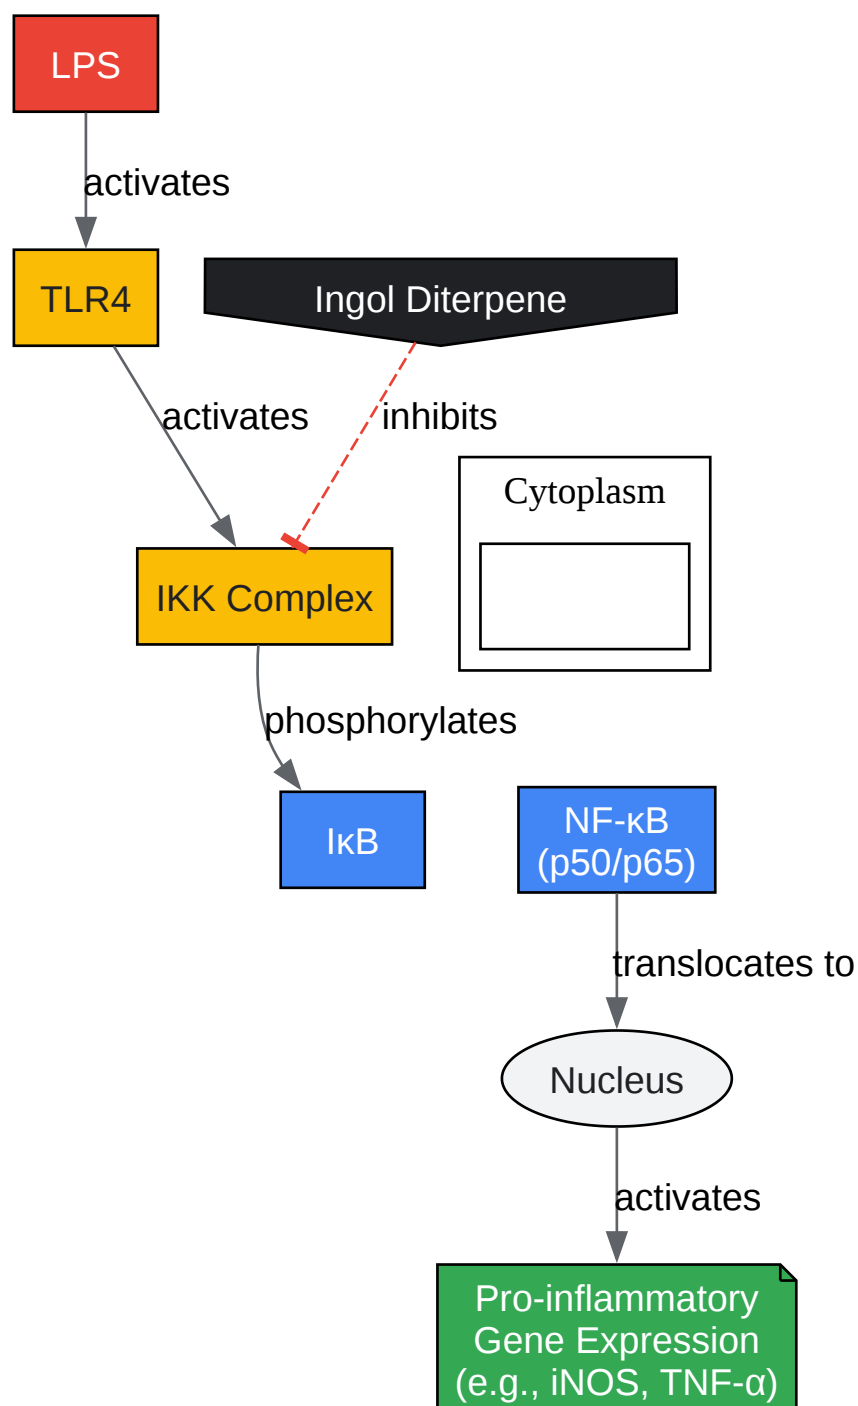 LPS
activates
TLR4
Ingol Diterpene
activates
inhibits
Cytoplasm
IKK Complex
phosphorylates
IκB
NF-κB
(p50/p65)
translocates to
Nucleus
activates
Pro-inflammatory
Gene Expression
(e.g., iNOS, TNF-α)